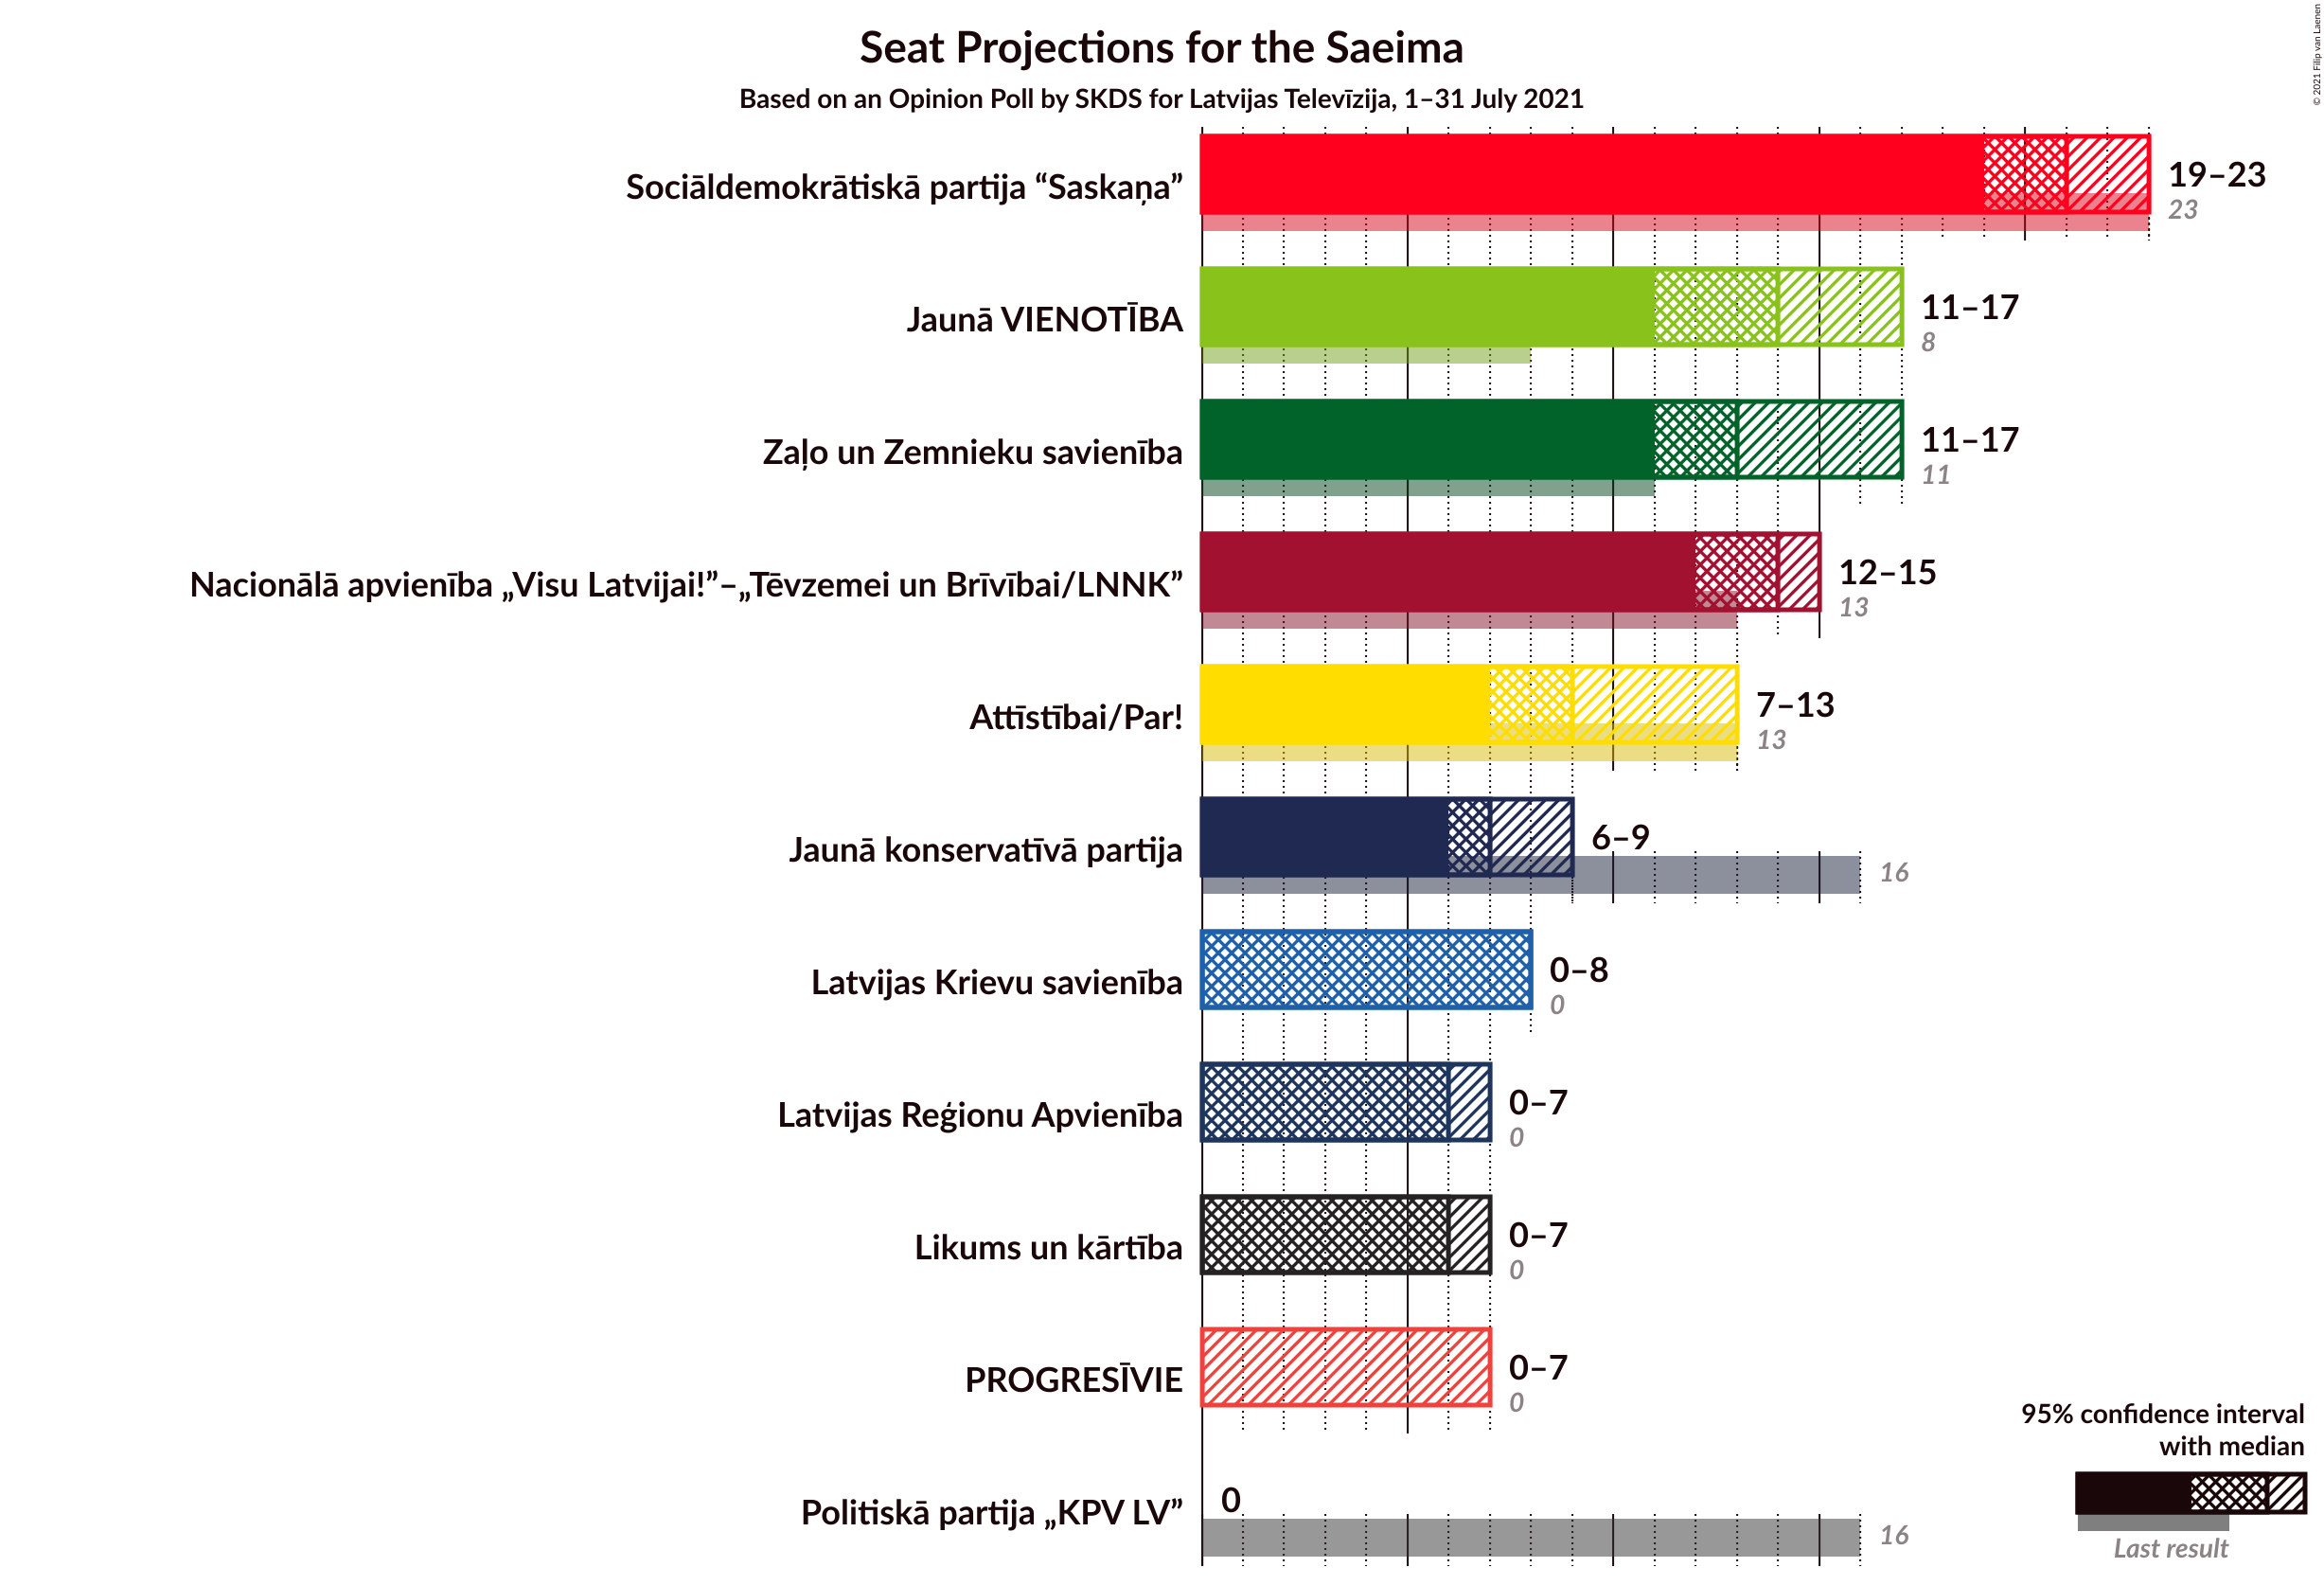 Seat Projections for the Saeima
Based on an Opinion Poll by SKDS for Latvijas Televīzija, 1–31 July 2021
© 2021 Filip van Laenen
Sociāldemokrātiskā partija “Saskaņa”
19–23
23
Jaunā VIENOTĪBA
11–17
8
Zaļo un Zemnieku savienība
11–17
11
Nacionālā apvienība „Visu Latvijai!”–„Tēvzemei un Brīvībai/LNNK”
12–15
13
Attīstībai/Par!
7–13
13
Jaunā konservatīvā partija
6–9
16
Latvijas Krievu savienība
0–8
0
Latvijas Reģionu Apvienība
0–7
0
Likums un kārtība
0–7
0
PROGRESĪVIE
0–7
0
Politiskā partija „KPV LV”
0
16
95% confidence interval
with median
Last result